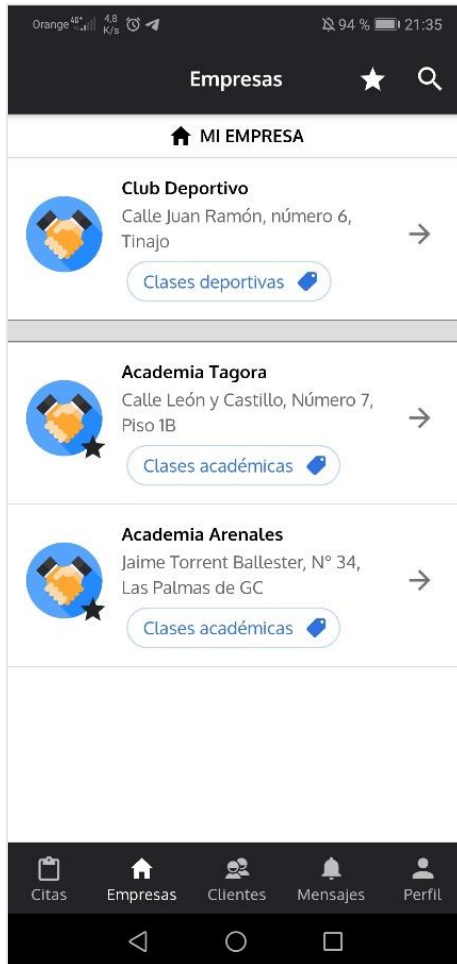 Orange 4G+ 4,8 K/s 94 % 21:35
Empresas
MI EMPRESA
Club Deportivo
Calle Juan Ramón, número 6,
Tinajo
Clases deportivas
Academia Tagora
Calle León y Castillo, Número 7,
Piso 1B
Clases académicas
Academia Arenales
Jaime Torrent Ballester, Nº 34,
Las Palmas de GC
Clases académicas
Citas Empresas Clientes Mensajes Perfil